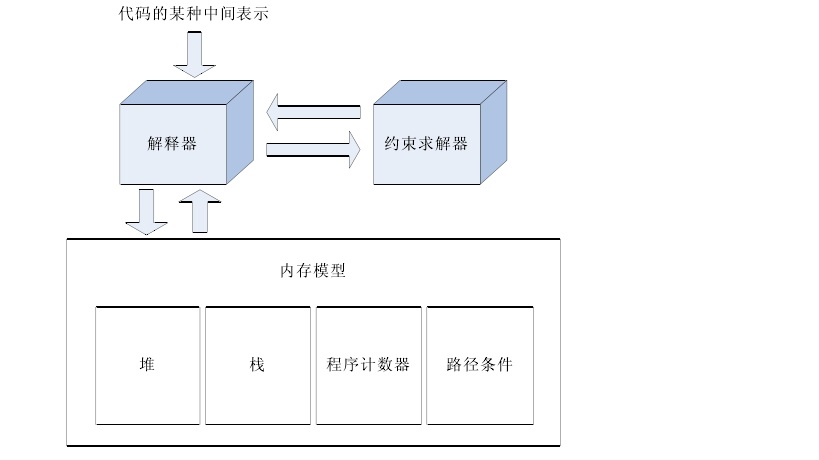 代码的某种中间表示
解释器
约束求解器
内存模型
堆
栈
程序计数器
路径条件